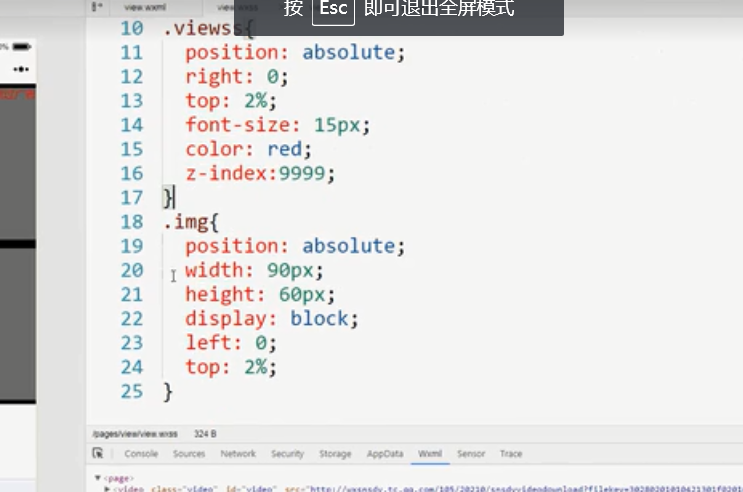 view.wxml
view.wxss
按 Esc 即可退出全屏模式
10 .viewss{
11 position: absolute;
12 right: 0;
13 top: 2%;
14 font-size: 15px;
15 color: red;
16 z-index:9999;
17 }
18 .img{
19 position: absolute;
20 width: 90px;
21 height: 60px;
22 display: block;
23 left: 0;
24 top: 2%;
25 }
/pages/view/view.wxss 324 B
Console Sources Network Security Storage AppData Wxml Sensor Trace
▼<page>
▶<video class="video" id="video" src="http://wxsnsdy.tc.qq.com/105/20210/snsdyvideodownload?filekey=30280201010421301f0201